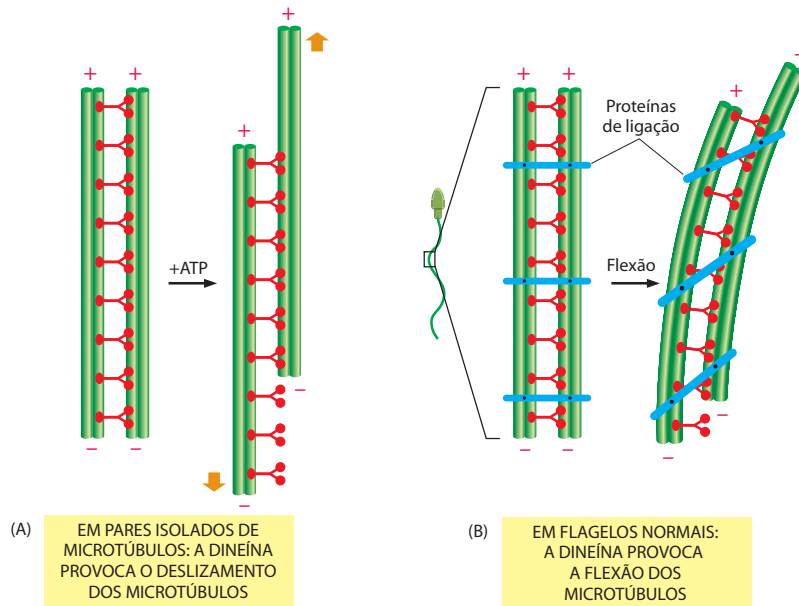 +
+ +
+
+ATP
– –
–
–
(A)
EM PARES ISOLADOS DE
MICROTÚBULOS: A DINEÍNA
PROVOCA O DESLIZAMENTO
DOS MICROTÚBULOS
+ +
Proteínas
de ligação
+
+
Flexão
– –
–
–
(B)
EM FLAGELOS NORMAIS:
A DINEÍNA PROVOCA
A FLEXÃO DOS
MICROTÚBULOS